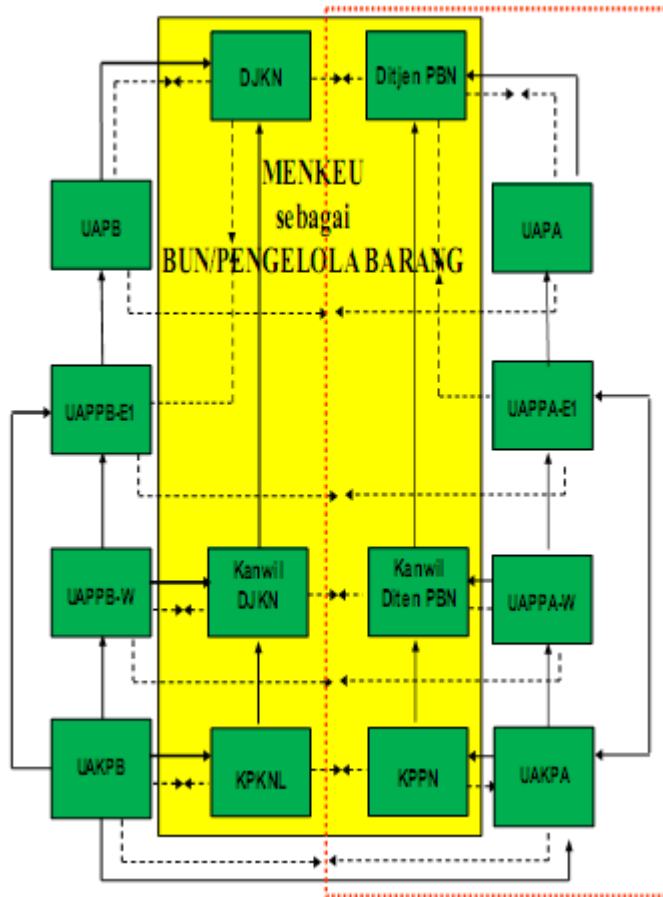 DJKN
Ditjen PBN
MENKEU
sebagai
BUN/PENGELOLA BARANG
UAPB
UAPA
UAPPB-E1
UAPPA-E1
UAPPB-W
Kanwil
DJKN
Kanwil
Diten PBN
UAPPA-W
UAKPB
KPKNL
KPPN
UAKPA